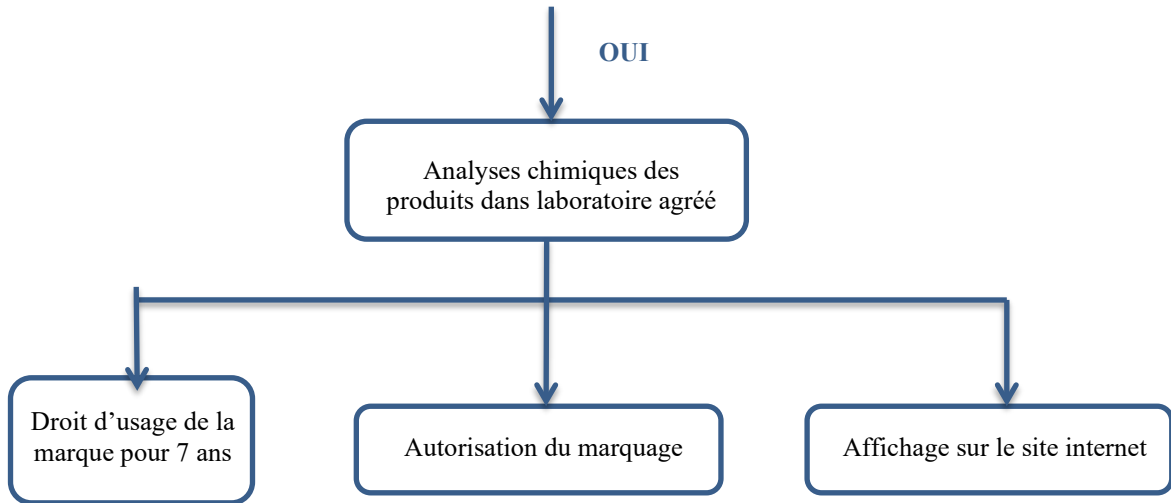 OUI
Analyses chimiques des
produits dans laboratoire agréé
Droit d’usage de la
marque pour 7 ans
Autorisation du marquage
Affichage sur le site internet